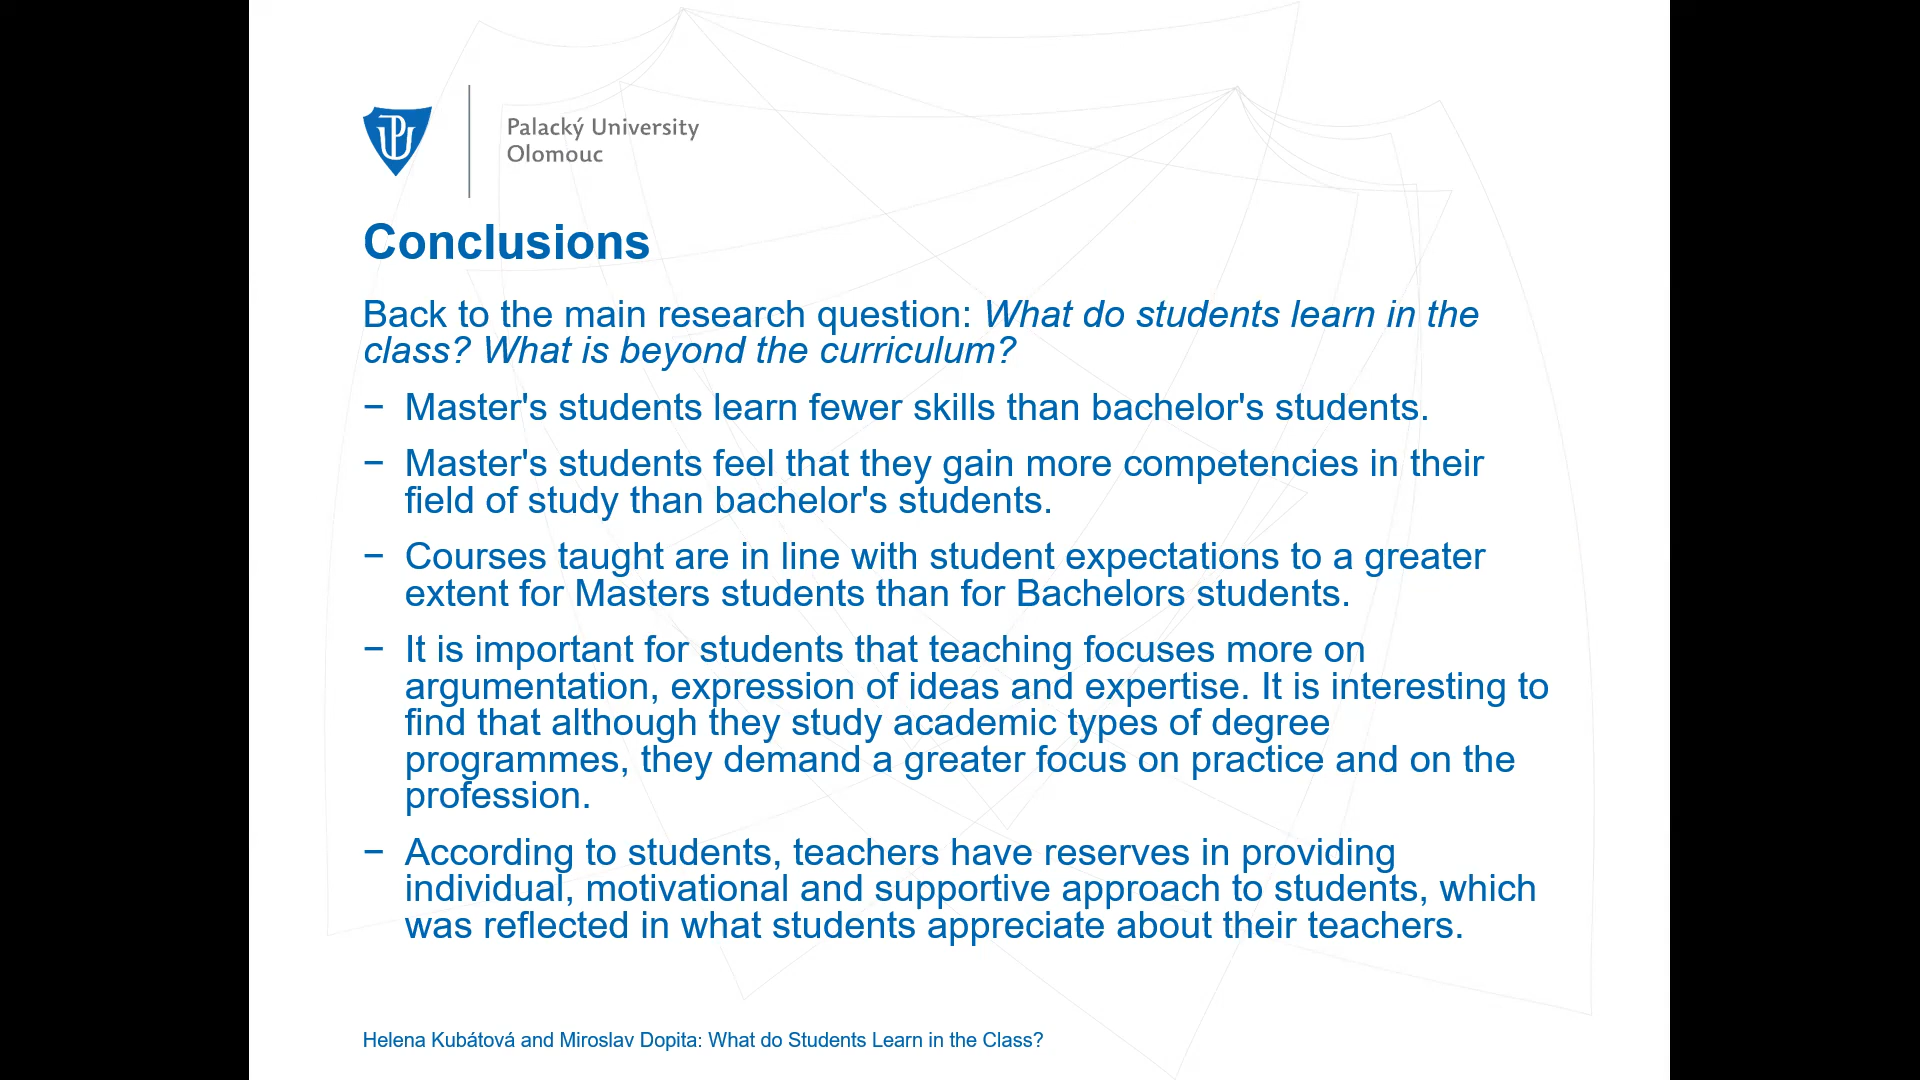 Palacký University
Olomouc
Conclusions
Back to the main research question: What do students learn in the
class? What is beyond the curriculum?
− Master's students learn fewer skills than bachelor's students.
− Master's students feel that they gain more competencies in their
field of study than bachelor's students.
− Courses taught are in line with student expectations to a greater
extent for Masters students than for Bachelors students.
− It is important for students that teaching focuses more on
argumentation, expression of ideas and expertise. It is interesting to
find that although they study academic types of degree
programmes, they demand a greater focus on practice and on the
profession.
− According to students, teachers have reserves in providing
individual, motivational and supportive approach to students, which
was reflected in what students appreciate about their teachers.
Helena Kubátová and Miroslav Dopita: What do Students Learn in the Class?